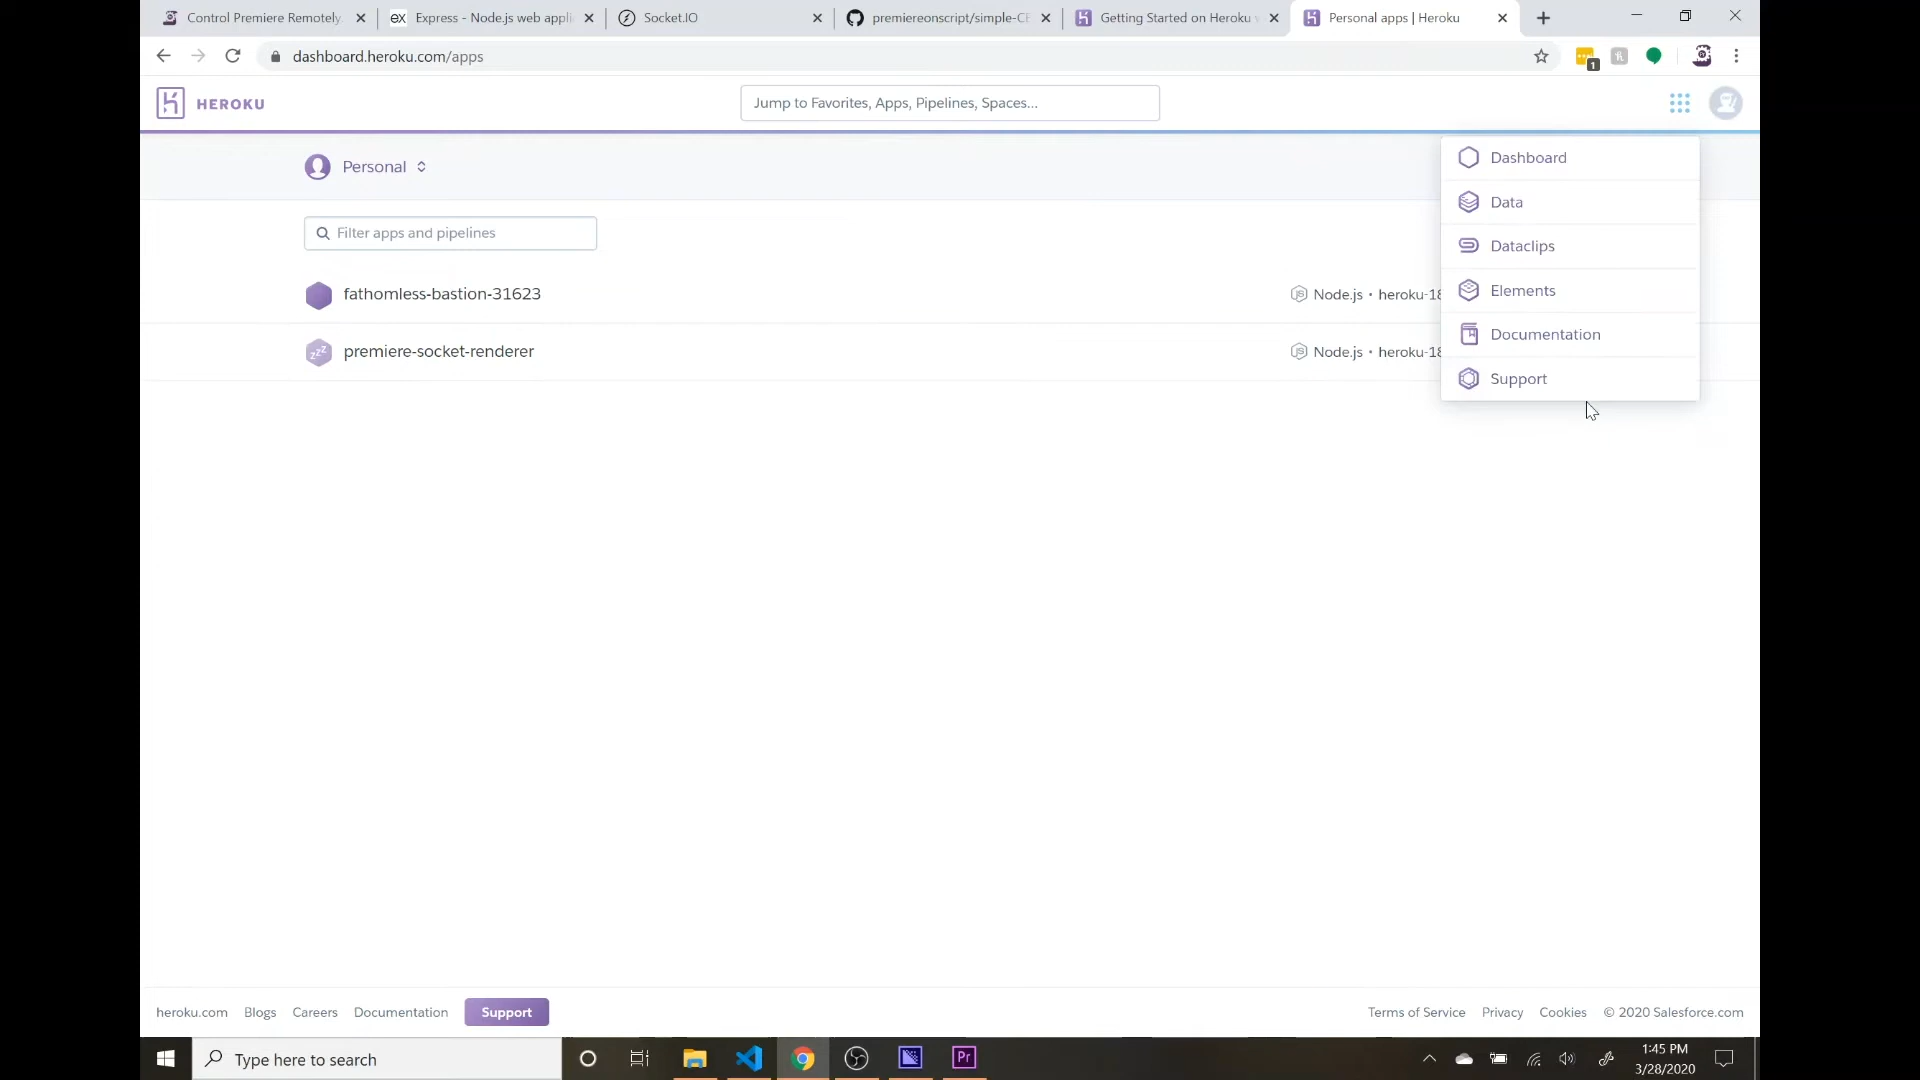 Control Premiere Remotely.
Express - Node.js web appli
Socket.IO
premiereonscript/simple-CE
Getting Started on Heroku
Personal apps | Heroku
dashboard.heroku.com/apps
1
HEROKU
Jump to Favorites, Apps, Pipelines, Spaces...
Personal
Filter apps and pipelines
fathomless-bastion-31623
Node.js • heroku-18
premiere-socket-renderer
Node.js • heroku-18
Dashboard
Data
Dataclips
Elements
Documentation
Support
heroku.com
Blogs
Careers
Documentation
Support
Terms of Service
Privacy
Cookies
© 2020 Salesforce.com
Type here to search
Pr
1:45 PM
3/28/2020